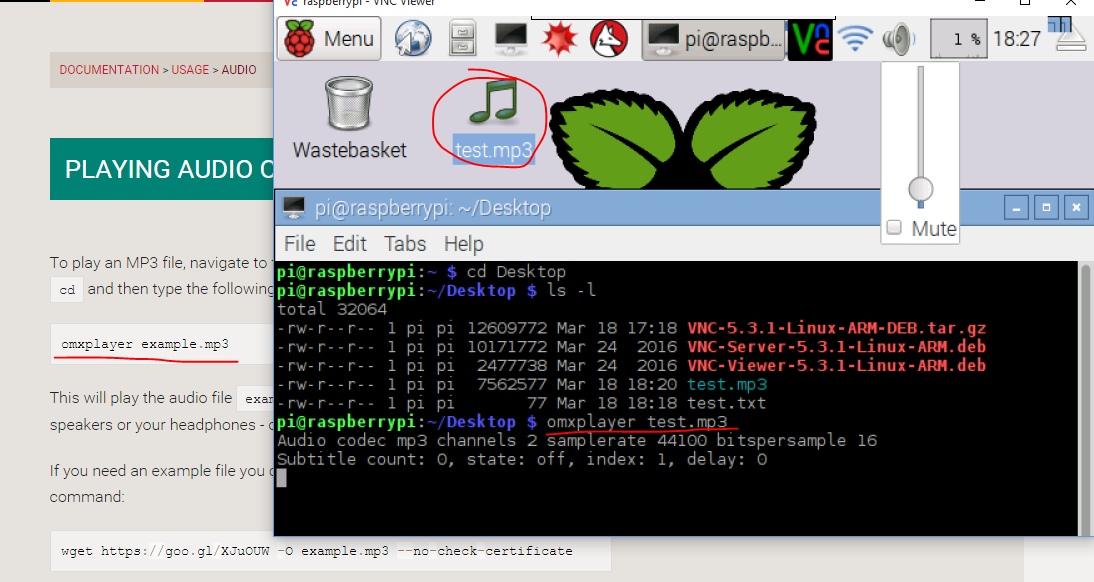 raspberrypi - VNC Viewer
Menu
pi@raspb...
1 %
18:27
DOCUMENTATION > USAGE > AUDIO
Wastebasket
test.mp3
Mute
PLAYING AUDIO
pi@raspberrypi: ~/Desktop
File Edit Tabs Help
To play an MP3 file, navigate to
cd and then type the following
omxplayer example.mp3
This will play the audio file
speakers or your headphones -
If you need an example file you
command:
wget https://goo.gl/XJuOUW -O example.mp3 --no-check-certificate
pi@raspberrypi:~ $ cd Desktop
pi@raspberrypi:~/Desktop $ ls -l
total 32064
-rw-r--r-- 1 pi pi 12609772 Mar 18 17:18 VNC-5.3.1-Linux-ARM-DEB.tar.gz
-rw-r--r-- 1 pi pi 10171772 Mar 24  2016 VNC-Server-5.3.1-Linux-ARM.deb
-rw-r--r-- 1 pi pi  2477738 Mar 24  2016 VNC-Viewer-5.3.1-Linux-ARM.deb
-rw-r--r-- 1 pi pi  7562577 Mar 18 18:20 test.mp3
-rw-r--r-- 1 pi pi       77 Mar 18 18:18 test.txt
pi@raspberrypi:~/Desktop $ omxplayer test.mp3
Audio codec mp3 channels 2 samplerate 44100 bitspersample 16
Subtitle count: 0, state: off, index: 1, delay: 0